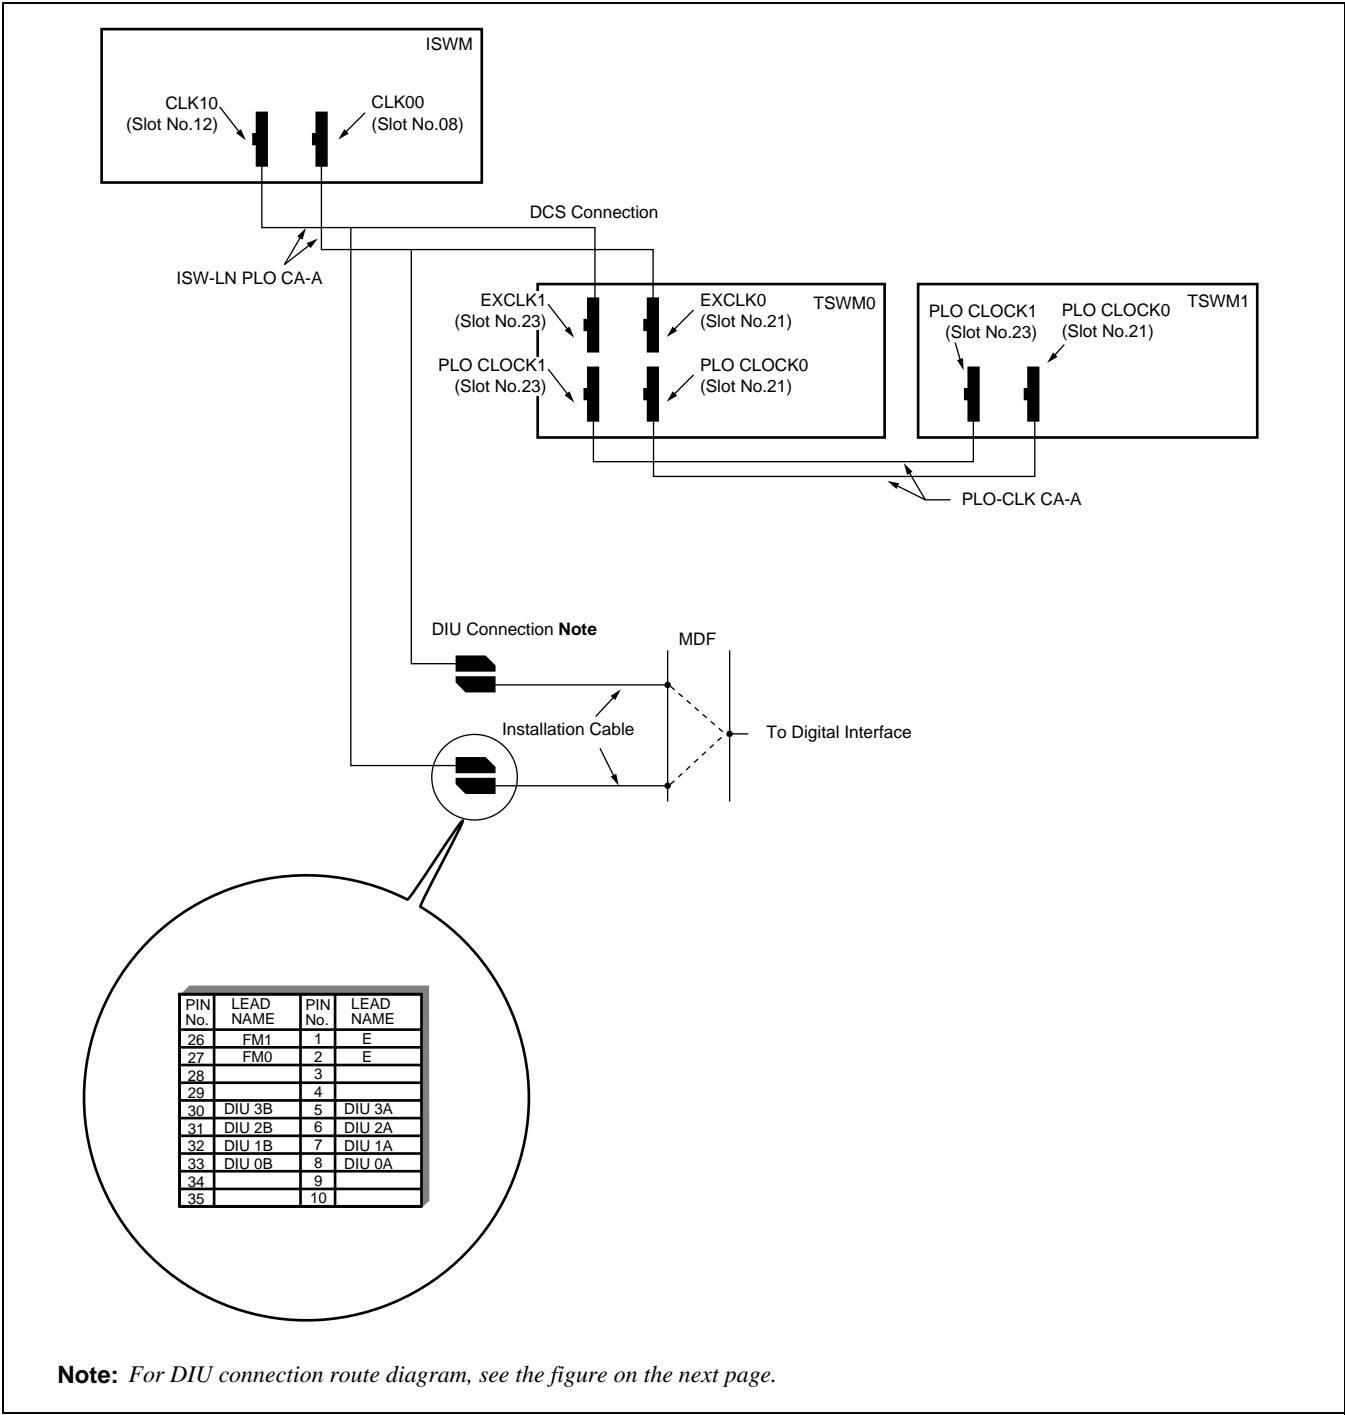 ISWM
CLK10
(Slot No.12)
CLK00
(Slot No.08)
DCS Connection
ISW-LN PLO CA-A
EXCLK1
(Slot No.23)
EXCLK0
(Slot No.21)
TSWM0
PLO CLOCK1
(Slot No.23)
PLO CLOCK0
(Slot No.21)
TSWM1
PLO CLOCK1
(Slot No.23)
PLO CLOCK0
(Slot No.21)
PLO-CLK CA-A
DIU Connection Note
MDF
Installation Cable
To Digital Interface
PIN No. LEAD NAME PIN No. LEAD NAME
26 FM1 1 E
27 FM0 2 E
28 3
29 4
30 DIU 3B 5 DIU 3A
31 DIU 2B 6 DIU 2A
32 DIU 1B 7 DIU 1A
33 DIU 0B 8 DIU 0A
34 9
35 10
Note: For DIU connection route diagram, see the figure on the next page.